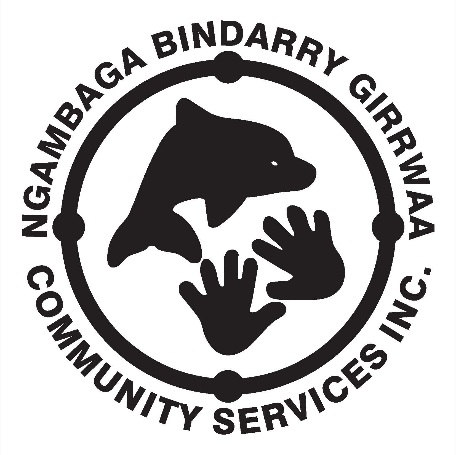 NGAMBAGA BINDARRY GIRRWAA
COMMUNITY SERVICES INC.